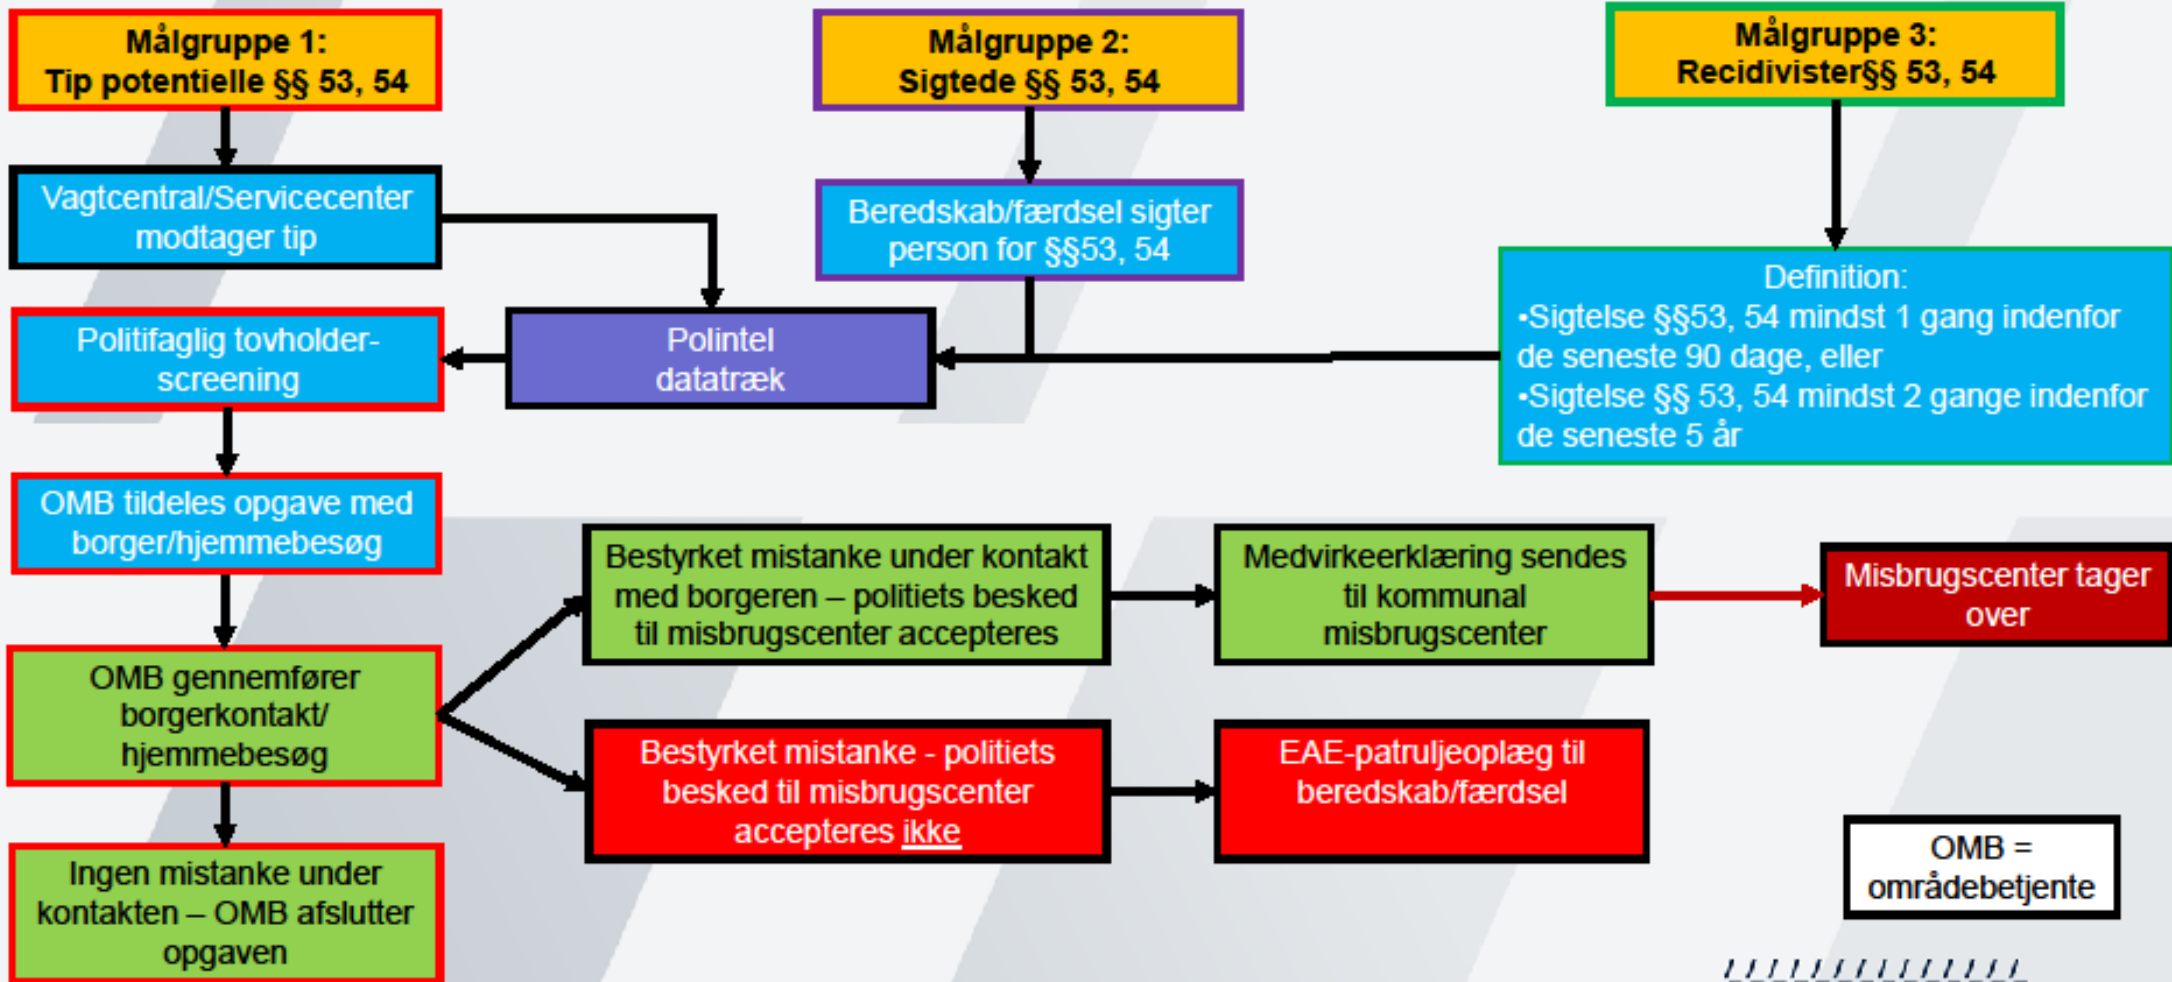 Målgruppe 1:
Tip potentielle §§ 53, 54
Målgruppe 2:
Sigtede §§ 53, 54
Målgruppe 3:
Recidivister§§ 53, 54
Vagtcentral/Servicecenter
modtager tip
Beredskab/færdsel sigter
person for §§53, 54
Definition:
•Sigtelse §§53, 54 mindst 1 gang indenfor
de seneste 90 dage, eller
•Sigtelse §§ 53, 54 mindst 2 gange indenfor
de seneste 5 år
Politifaglig tovholder-
screening
Polintel
datatræk
OMB tildeles opgave med
borger/hjemmebesøg
Bestyrket mistanke under kontakt
med borgeren – politiets besked
til misbrugscenter accepteres
Medvirkeerklæring sendes
til kommunal
misbrugscenter
Misbrugscenter tager
over
OMB gennemfører
borgerkontakt/
hjemmebesøg
Bestyrket mistanke - politiets
besked til misbrugscenter
accepteres ikke
EAE-patruljeoplæg til
beredskab/færdsel
Ingen mistanke under
kontakten – OMB afslutter
opgaven
OMB =
områdebetjente